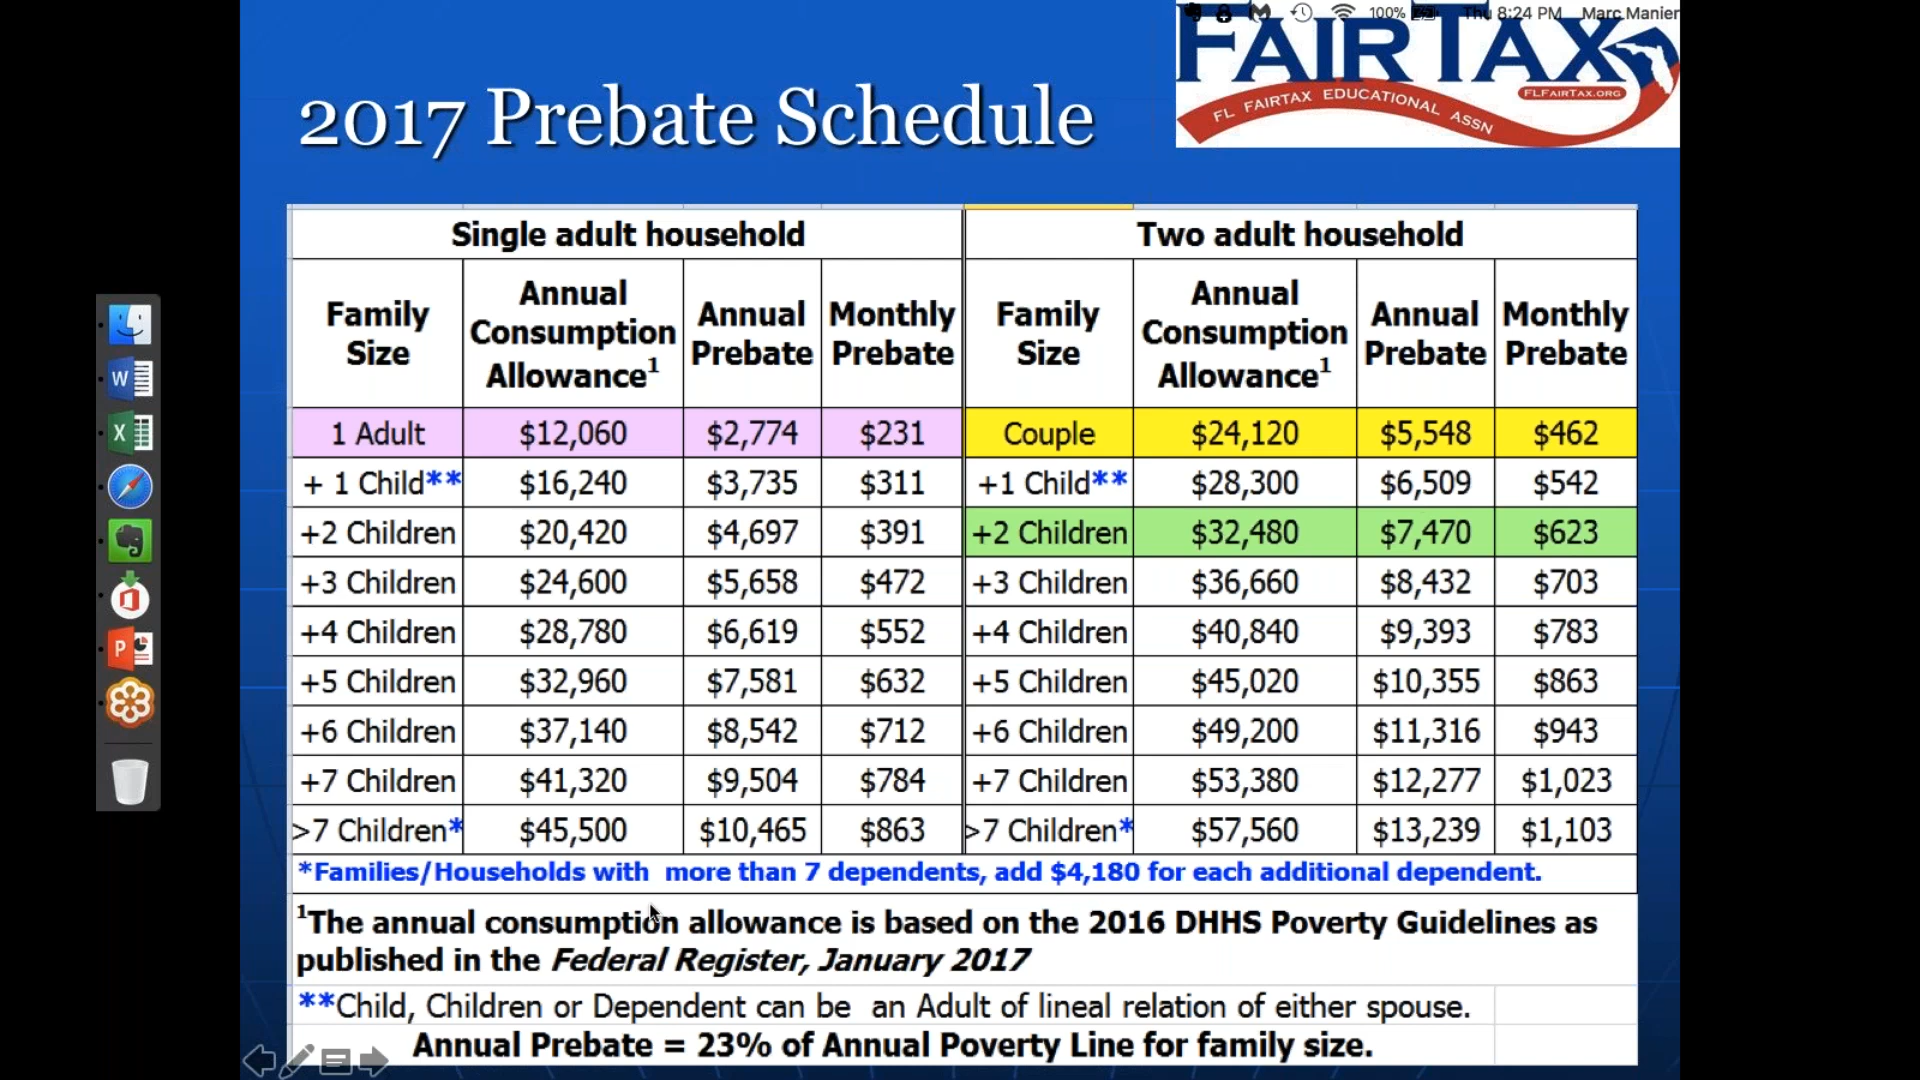 100% Thu 8:24 PM Marc Manier
FAIRTAX
FLFAIRTAX.ORG
FL FAIRTAX EDUCATIONAL ASSN
2017 Prebate Schedule
Single adult household Two adult household
Family Size Annual Consumption Allowance¹ Annual Prebate Monthly Prebate Family Size Annual Consumption Allowance¹ Annual Prebate Monthly Prebate
1 Adult $12,060 $2,774 $231 Couple $24,120 $5,548 $462
+ 1 Child** $16,240 $3,735 $311 +1 Child** $28,300 $6,509 $542
+2 Children $20,420 $4,697 $391 +2 Children $32,480 $7,470 $623
+3 Children $24,600 $5,658 $472 +3 Children $36,660 $8,432 $703
+4 Children $28,780 $6,619 $552 +4 Children $40,840 $9,393 $783
+5 Children $32,960 $7,581 $632 +5 Children $45,020 $10,355 $863
+6 Children $37,140 $8,542 $712 +6 Children $49,200 $11,316 $943
+7 Children $41,320 $9,504 $784 +7 Children $53,380 $12,277 $1,023
>7 Children* $45,500 $10,465 $863 >7 Children* $57,560 $13,239 $1,103
*Families/Households with more than 7 dependents, add $4,180 for each additional dependent.
¹The annual consumption allowance is based on the 2016 DHHS Poverty Guidelines as
published in the Federal Register, January 2017
**Child, Children or Dependent can be an Adult of lineal relation of either spouse.
Annual Prebate = 23% of Annual Poverty Line for family size.
W
X
P